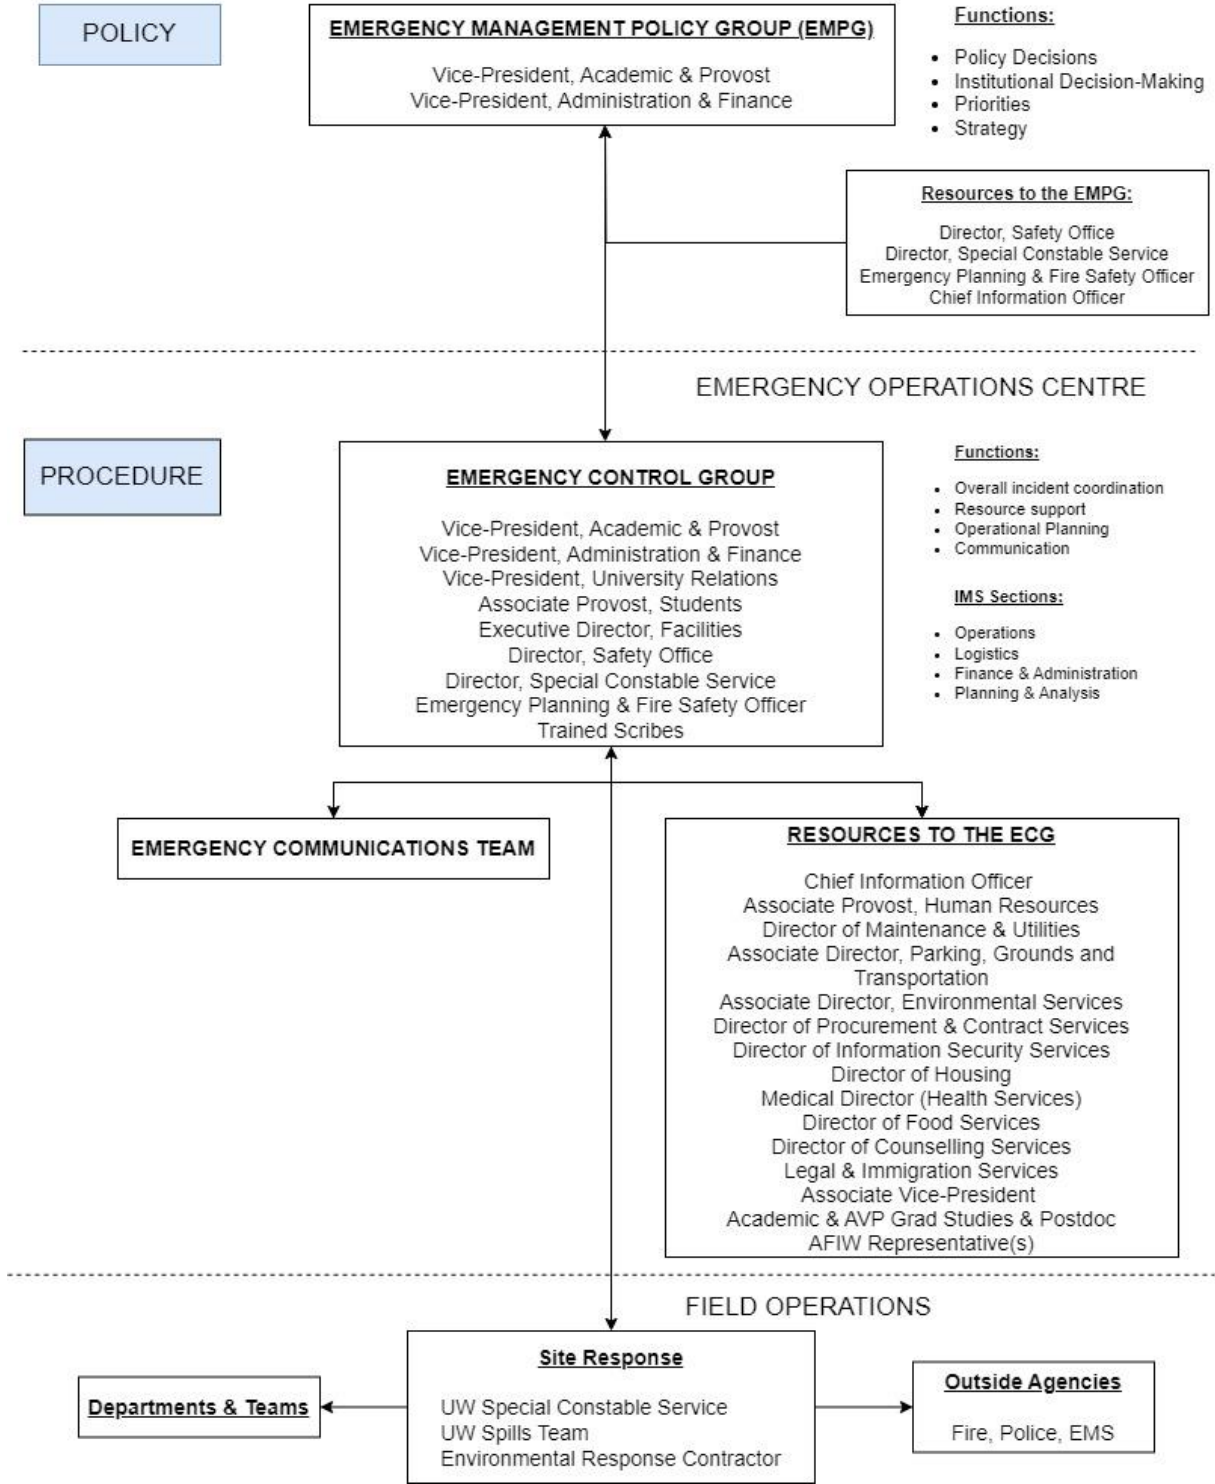 POLICY
EMERGENCY MANAGEMENT POLICY GROUP (EMPG)
Vice-President, Academic & Provost
Vice-President, Administration & Finance
Functions:
• Policy Decisions
• Institutional Decision-Making
• Priorities
• Strategy
Resources to the EMPG:
Director, Safety Office
Director, Special Constable Service
Emergency Planning & Fire Safety Officer
Chief Information Officer
EMERGENCY OPERATIONS CENTRE
PROCEDURE
EMERGENCY CONTROL GROUP
Vice-President, Academic & Provost
Vice-President, Administration & Finance
Vice-President, University Relations
Associate Provost, Students
Executive Director, Facilities
Director, Safety Office
Director, Special Constable Service
Emergency Planning & Fire Safety Officer
Trained Scribes
Functions:
• Overall incident coordination
• Resource support
• Operational Planning
• Communication
IMS Sections:
• Operations
• Logistics
• Finance & Administration
• Planning & Analysis
EMERGENCY COMMUNICATIONS TEAM
RESOURCES TO THE ECG
Chief Information Officer
Associate Provost, Human Resources
Director of Maintenance & Utilities
Associate Director, Parking, Grounds and
Transportation
Associate Director, Environmental Services
Director of Procurement & Contract Services
Director of Information Security Services
Director of Housing
Medical Director (Health Services)
Director of Food Services
Director of Counselling Services
Legal & Immigration Services
Associate Vice-President
Academic & AVP Grad Studies & Postdoc
AFIW Representative(s)
FIELD OPERATIONS
Departments & Teams
Site Response
UW Special Constable Service
UW Spills Team
Environmental Response Contractor
Outside Agencies
Fire, Police, EMS